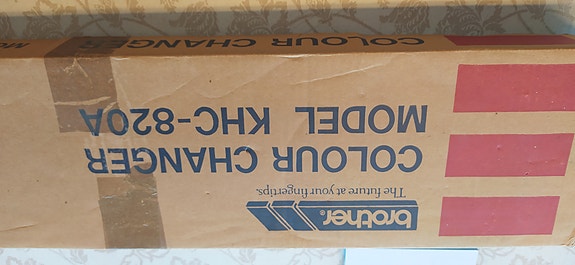 brother®
The future at your fingertips.
COLOUR CHANGER
MODEL KHC-820A
COLOUR CHANGER